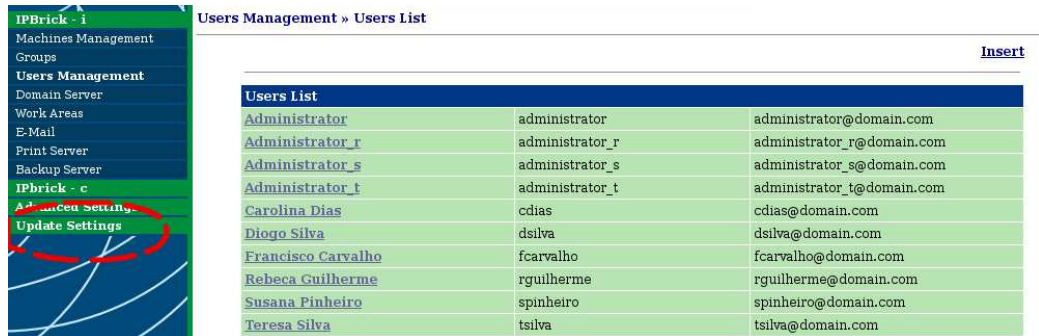 IPBrick - i
Machines Management
Groups
Users Management
Domain Server
Work Areas
E-Mail
Print Server
Backup Server
IPbrick - c
Advanced Settings
Update Settings
Users Management » Users List
Insert
Users List
Administrator administrator administrator@domain.com
Administrator_r administrator_r administrator_r@domain.com
Administrator_s administrator_s administrator_s@domain.com
Administrator_t administrator_t administrator_t@domain.com
Carolina Dias cdias cdias@domain.com
Diogo Silva dsilva dsilva@domain.com
Francisco Carvalho fcarvalho fcarvalho@domain.com
Rebeca Guilherme rguilherme rguilherme@domain.com
Susana Pinheiro spinheiro spinheiro@domain.com
Teresa Silva tsilva tsilva@domain.com